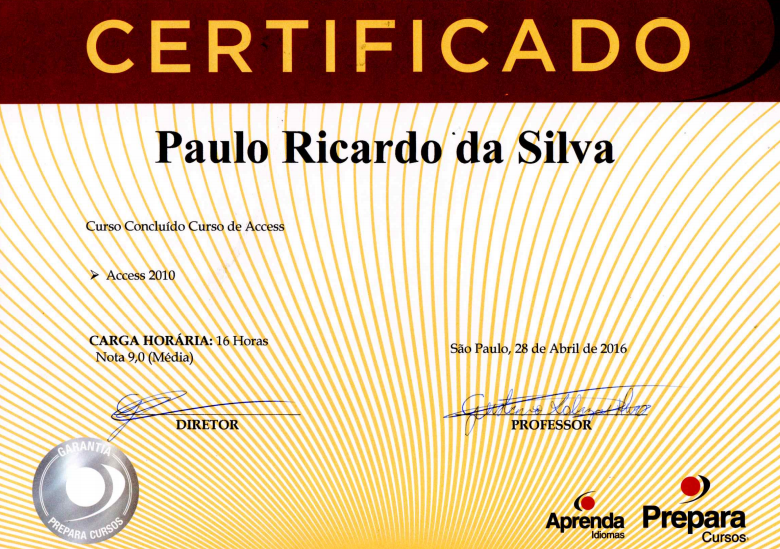 CERTIFICADO
Paulo Ricardo da Silva
Curso Concluído Curso de Access
➢ Access 2010
CARGA HORÁRIA: 16 Horas
Nota 9,0 (Média)
São Paulo, 28 de Abril de 2016
DIRETOR
PROFESSOR
GARANTIA
PREPARA CURSOS
Aprenda
Idiomas
Prepara
Cursos